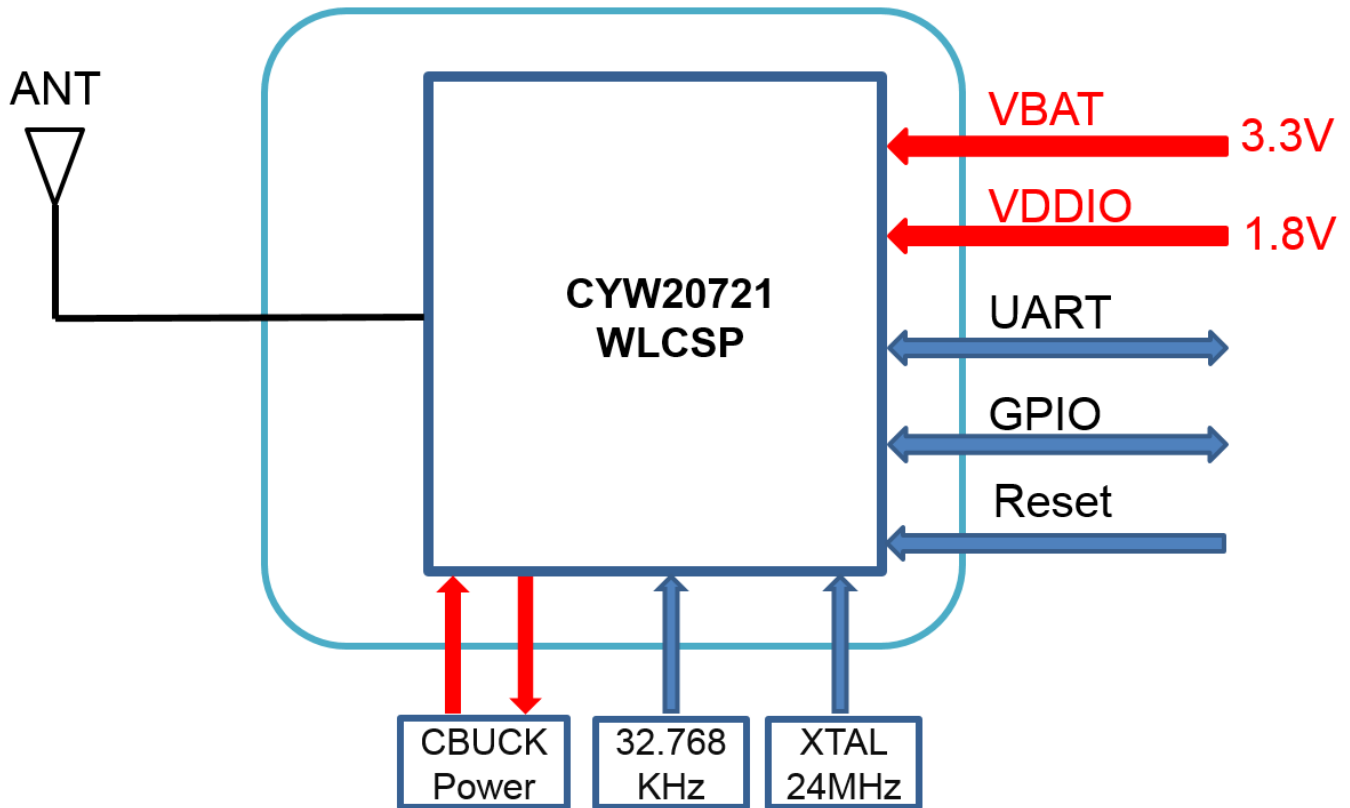 ANT
VBAT
3.3V
VDDIO
1.8V
CYW20721
WLCSP
UART
GPIO
Reset
CBUCK
Power
32.768
KHz
XTAL
24MHz